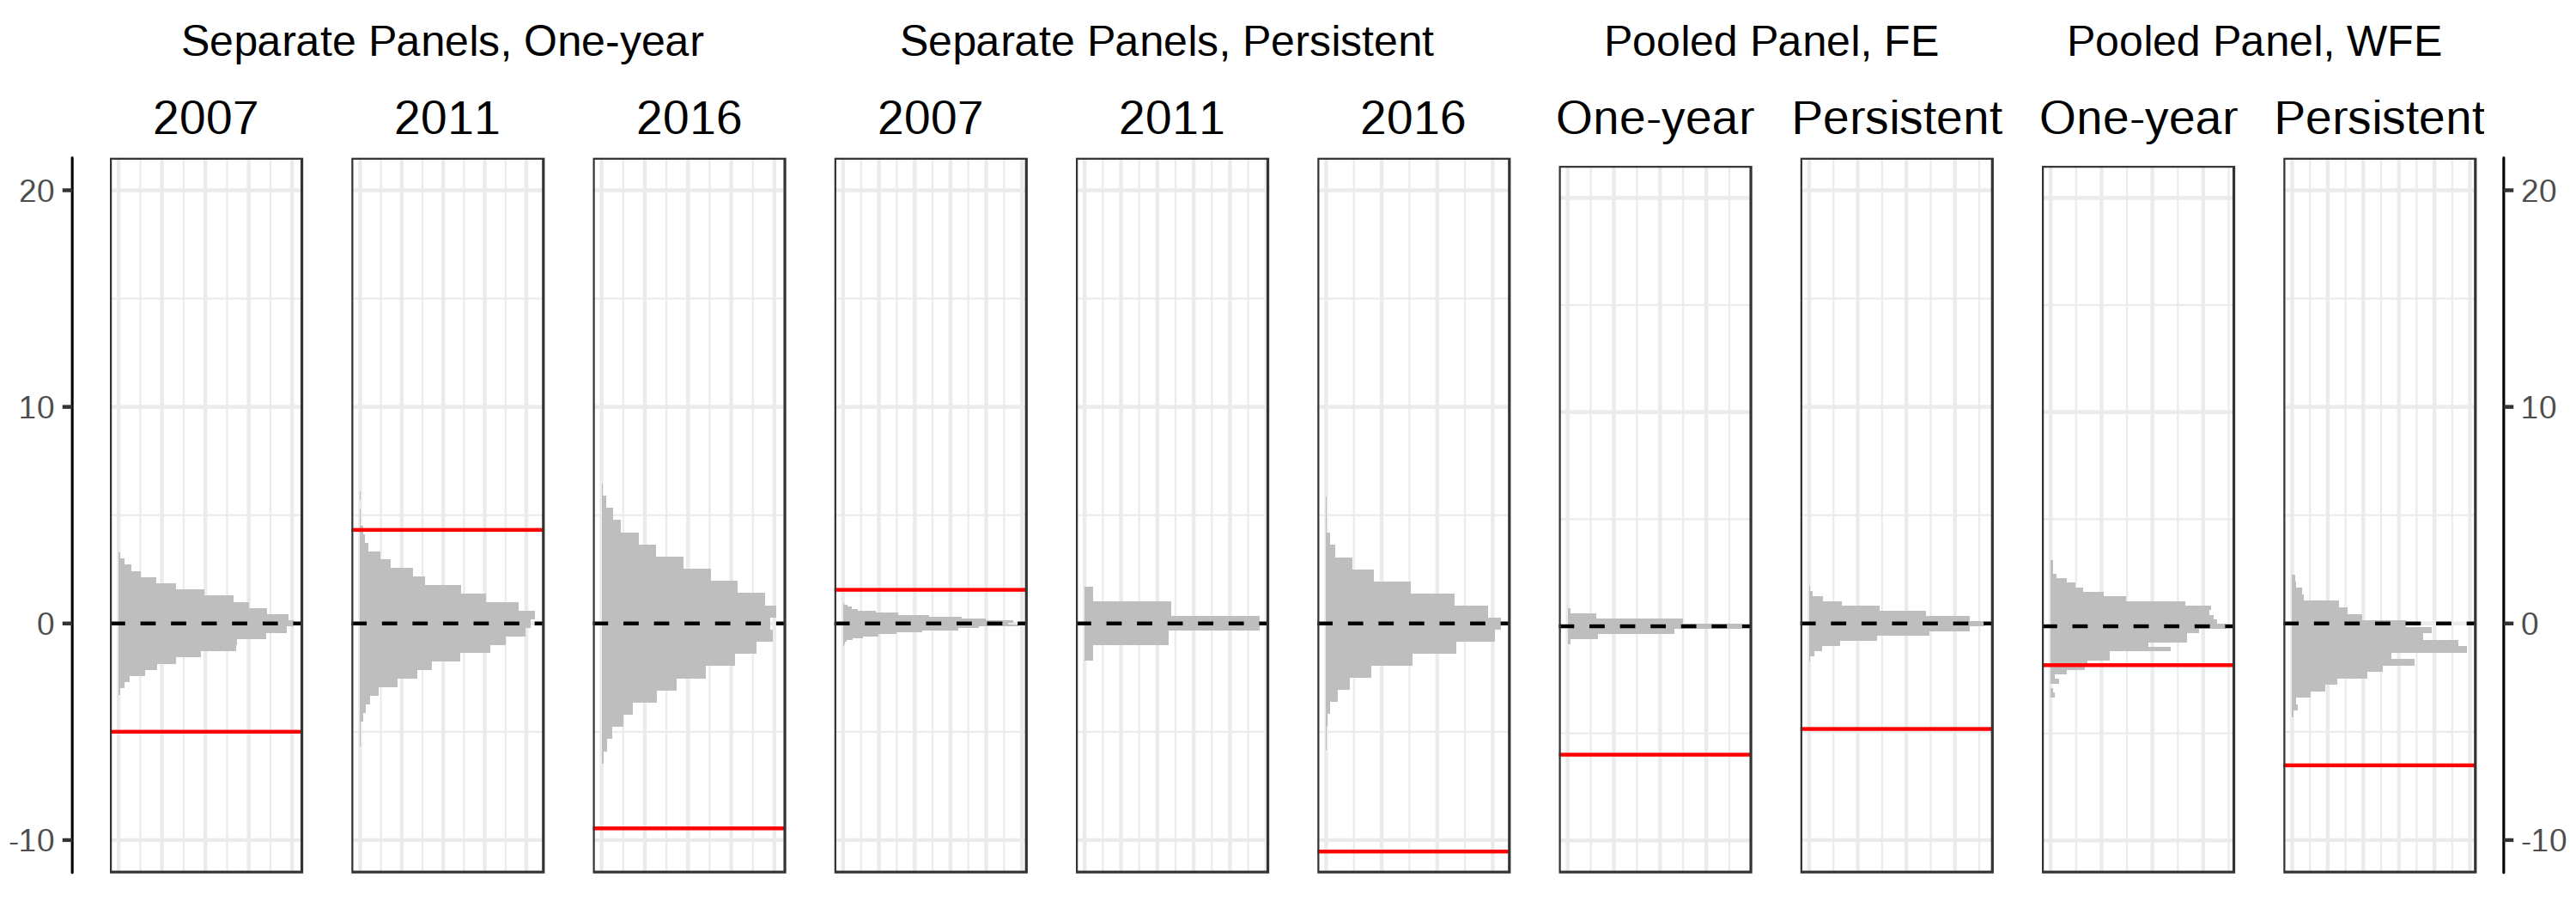 Separate Panels, One-year Separate Panels, Persistent Pooled Panel, FE Pooled Panel, WFE
2007 2011 2016 2007 2011 2016 One-year Persistent One-year Persistent
20 20
10 10
0 0
-10 -10